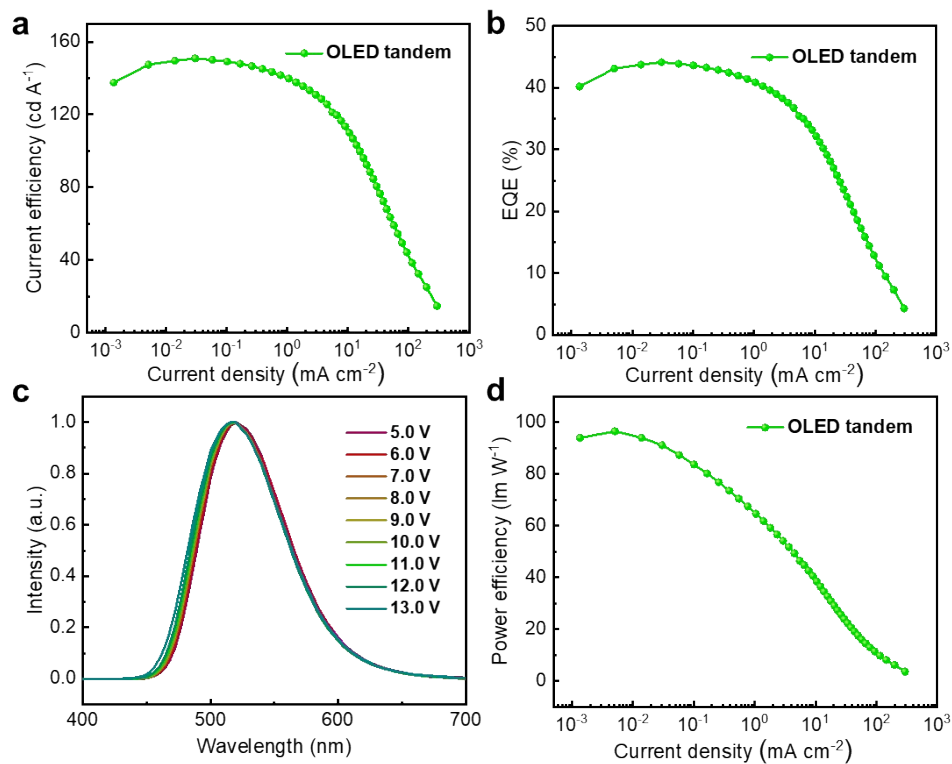 a
Current efficiency (cd A⁻¹)
160
120
80
40
0
OLED tandem
10⁻³ 10⁻² 10⁻¹ 10⁰ 10¹ 10² 10³
Current density (mA cm⁻²)
b
EQE (%)
50
40
30
20
10
0
OLED tandem
10⁻³ 10⁻² 10⁻¹ 10⁰ 10¹ 10² 10³
Current density (mA cm⁻²)
c
Intensity (a.u.)
1.0
0.8
0.6
0.4
0.2
0.0
5.0 V
6.0 V
7.0 V
8.0 V
9.0 V
10.0 V
11.0 V
12.0 V
13.0 V
400 500 600 700
Wavelength (nm)
d
Power efficiency (lm W⁻¹)
100
80
60
40
20
0
OLED tandem
10⁻³ 10⁻² 10⁻¹ 10⁰ 10¹ 10² 10³
Current density (mA cm⁻²)